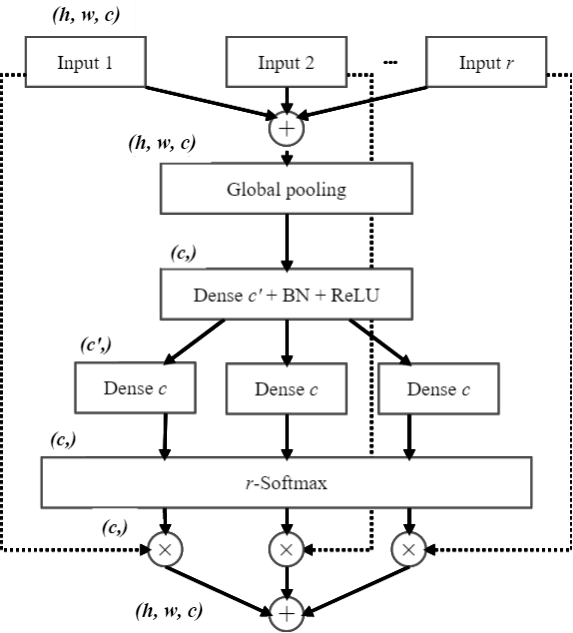 (h, w, c)
Input 1
Input 2
...
Input r
+
(h, w, c)
Global pooling
(c,)
Dense c' + BN + ReLU
(c',)
Dense c
Dense c
Dense c
(c,)
r-Softmax
(c,)
×
×
×
(h, w, c)
+